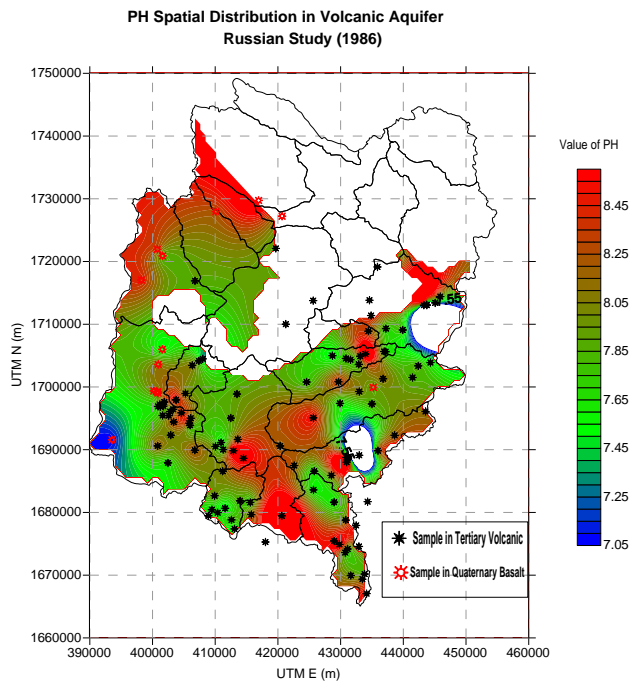 PH Spatial Distribution in Volcanic Aquifer
Russian Study (1986)
1750000
1740000
1730000
1720000
1710000
1700000
1690000
1680000
1670000
1660000
UTM N (m)
390000 400000 410000 420000 430000 440000 450000 460000
UTM E (m)
55
Sample in Tertiary Volcanic
Sample in Quaternary Basalt
Value of PH
8.45
8.25
8.05
7.85
7.65
7.45
7.25
7.05